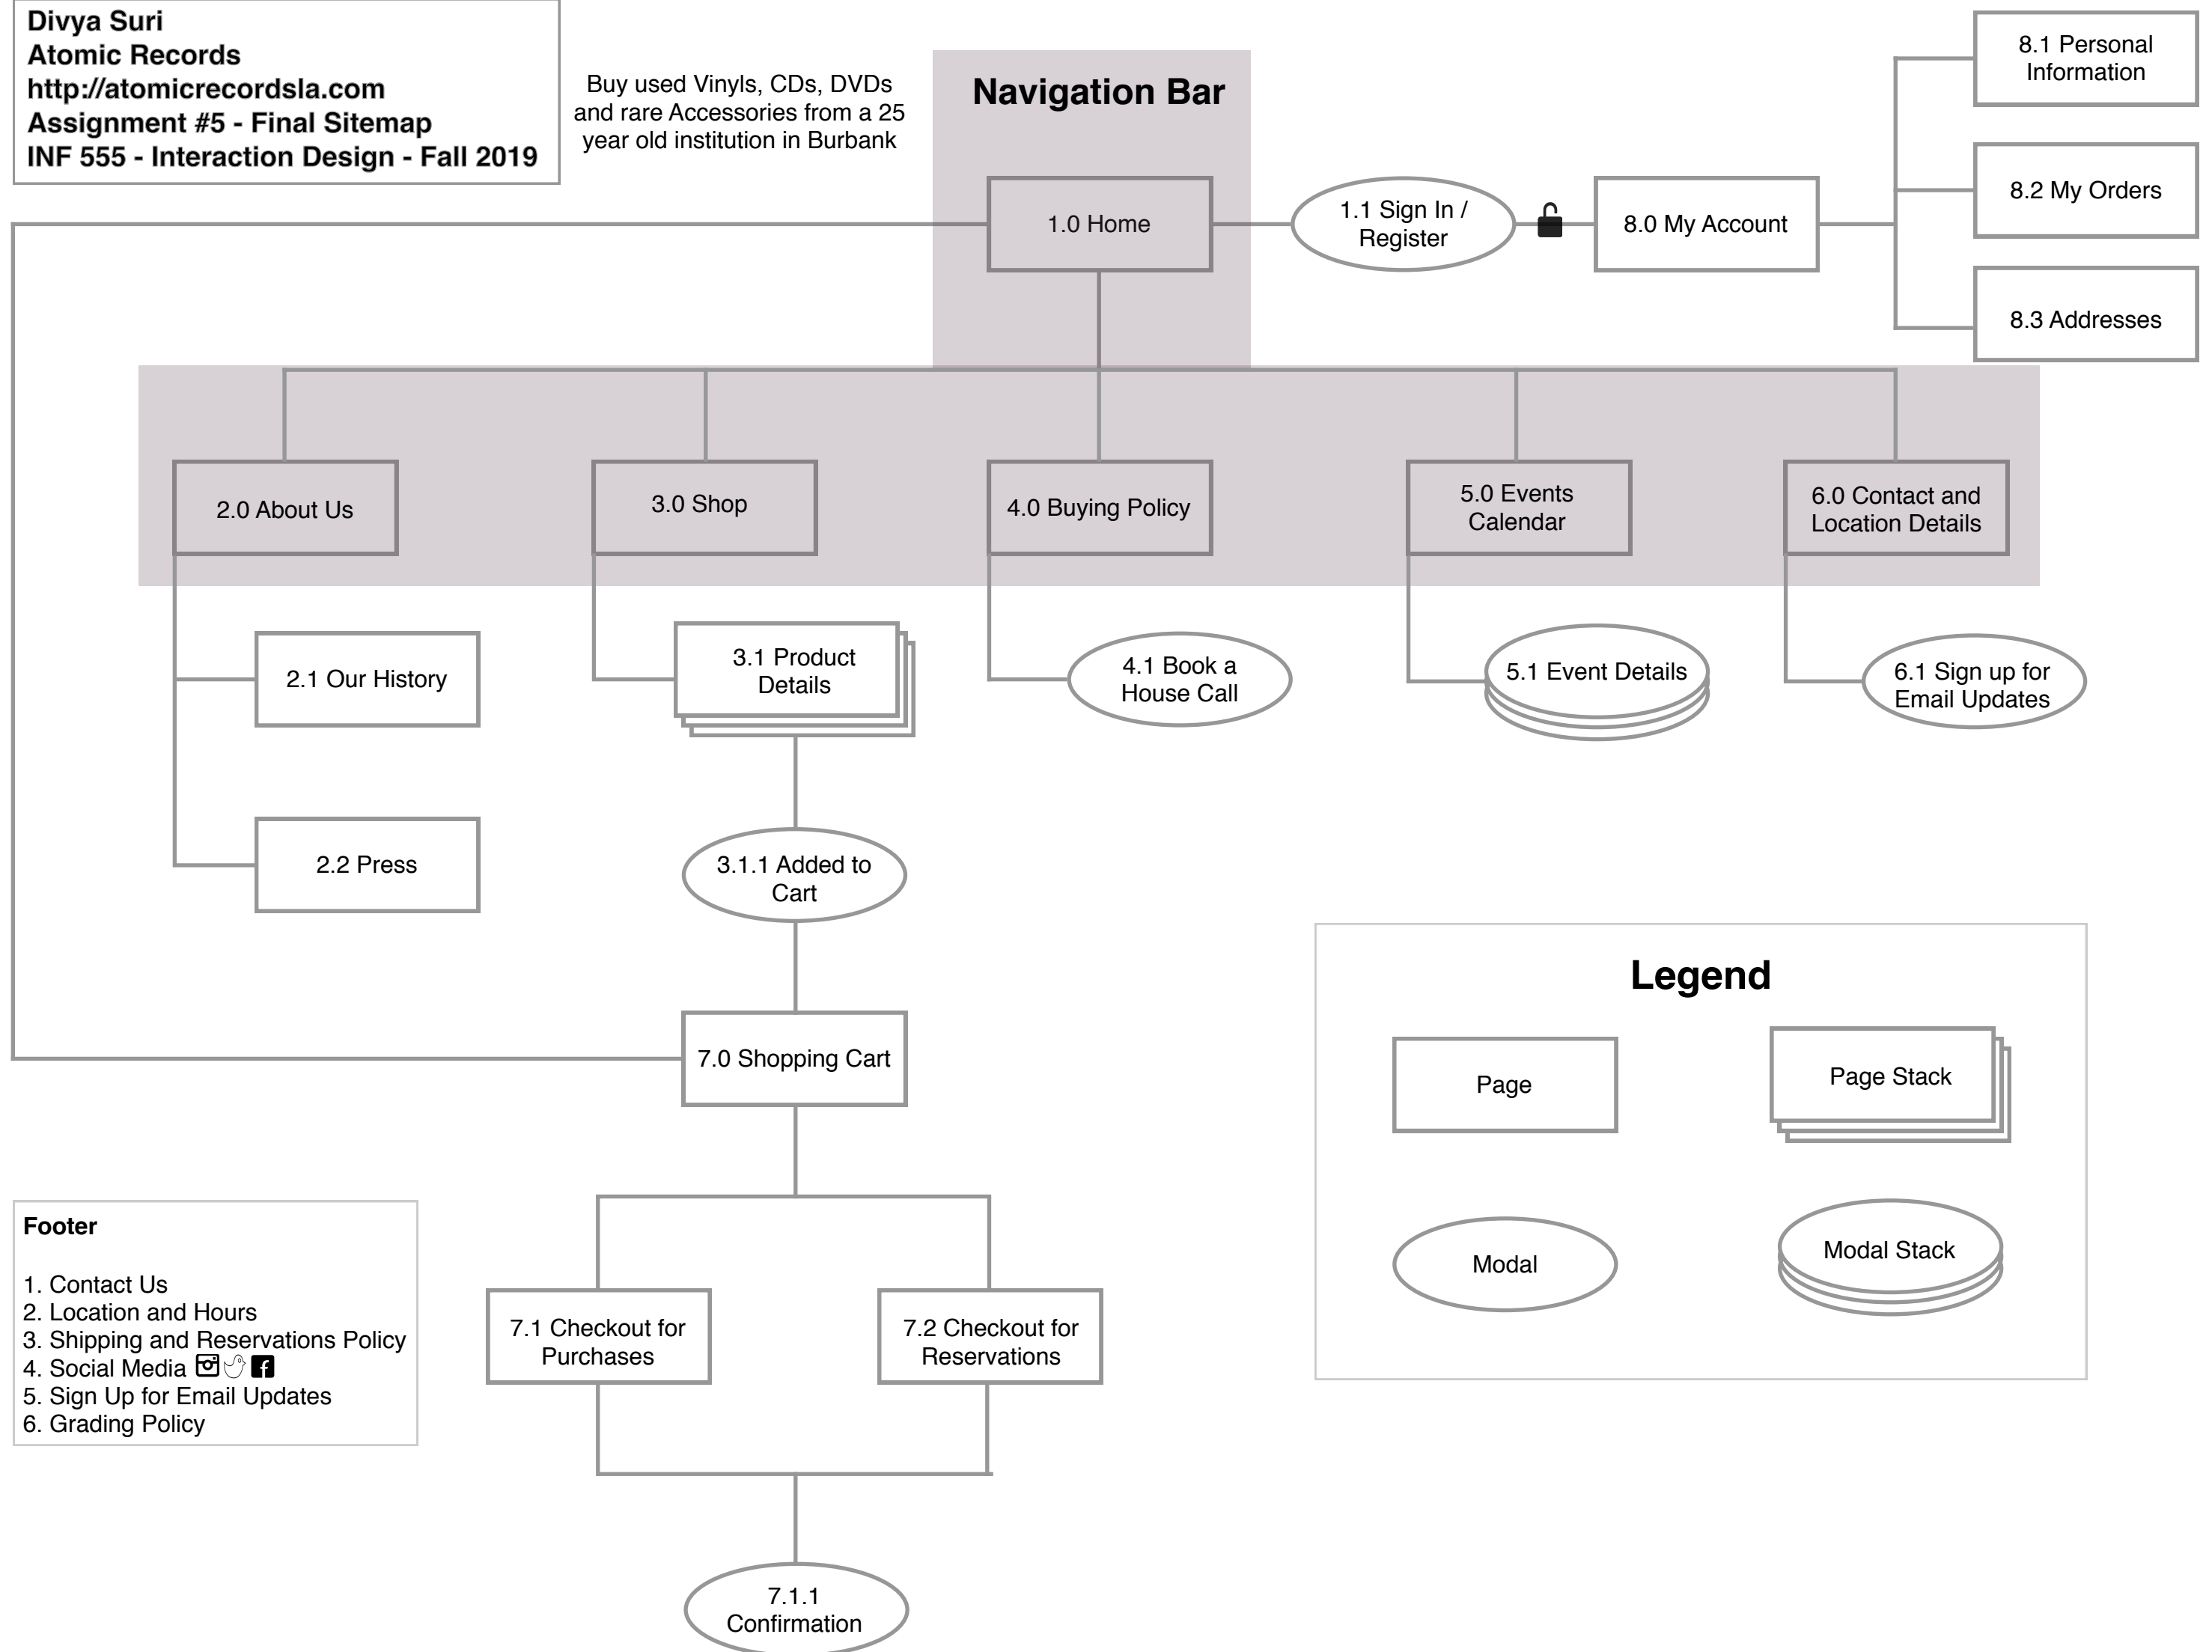 Divya Suri
Atomic Records
http://atomicrecordsla.com
Assignment #5 - Final Sitemap
INF 555 - Interaction Design - Fall 2019
Buy used Vinyls, CDs, DVDs
and rare Accessories from a 25
year old institution in Burbank
Navigation Bar
1.0 Home
1.1 Sign In /
Register
8.0 My Account
8.1 Personal
Information
8.2 My Orders
8.3 Addresses
2.0 About Us
3.0 Shop
4.0 Buying Policy
5.0 Events
Calendar
6.0 Contact and
Location Details
2.1 Our History
3.1 Product
Details
4.1 Book a
House Call
5.1 Event Details
6.1 Sign up for
Email Updates
2.2 Press
3.1.1 Added to
Cart
7.0 Shopping Cart
Legend
Page
Page Stack
Modal
Modal Stack
Footer
1. Contact Us
2. Location and Hours
3. Shipping and Reservations Policy
4. Social Media
5. Sign Up for Email Updates
6. Grading Policy
7.1 Checkout for
Purchases
7.2 Checkout for
Reservations
7.1.1
Confirmation